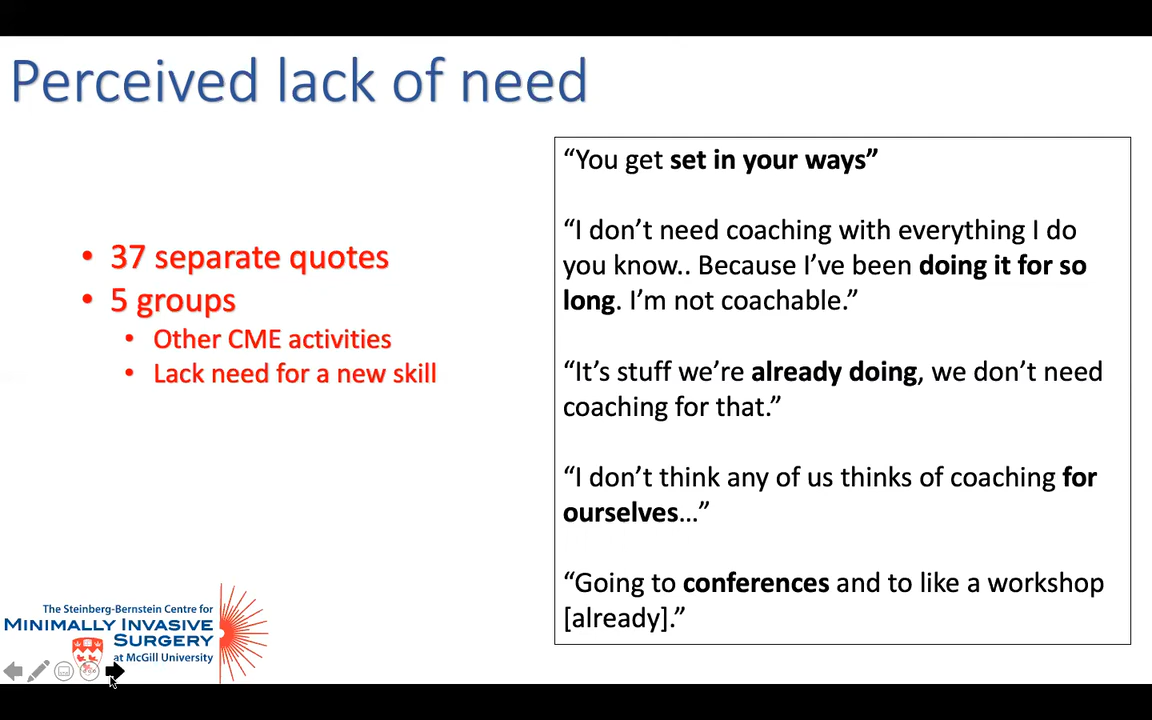 Perceived lack of need
• 37 separate quotes
• 5 groups
• Other CME activities
• Lack need for a new skill
“You get set in your ways”
“I don’t need coaching with everything I do
you know.. Because I’ve been doing it for so
long. I’m not coachable.”
“It’s stuff we’re already doing, we don’t need
coaching for that.”
“I don’t think any of us thinks of coaching for
ourselves…”
“Going to conferences and to like a workshop
[already].”
The Steinberg-Bernstein Centre for
MINIMALLY INVASIVE
SURGERY
at McGill University